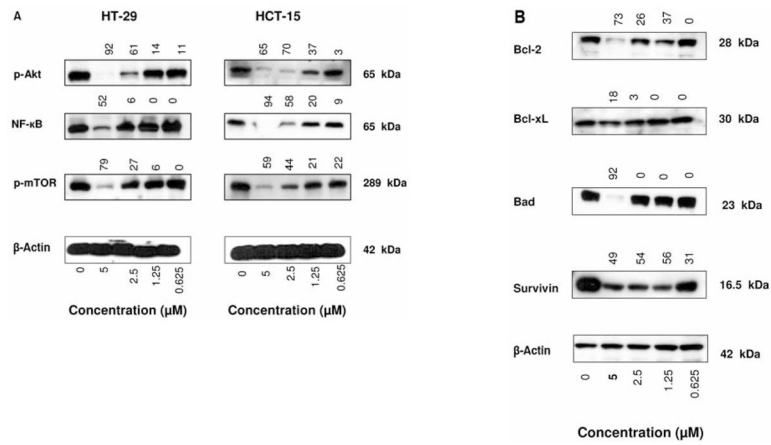 A
HT-29
HCT-15
92 61 14 11
65 70 37 3
p-Akt
65 kDa
52 6 0 0
94 58 20 9
NF-κB
65 kDa
79 27 6 0
59 44 21 22
p-mTOR
289 kDa
β-Actin
42 kDa
0 5 2.5 1.25 0.625
0 5 2.5 1.25 0.625
Concentration (µM)
Concentration (µM)
B
73 26 37 0
Bcl-2
28 kDa
18 3 0 0
Bcl-xL
30 kDa
92 0 0 0
Bad
23 kDa
49 54 56 31
Survivin
16.5 kDa
β-Actin
42 kDa
0 5 2.5 1.25 0.625
Concentration (µM)